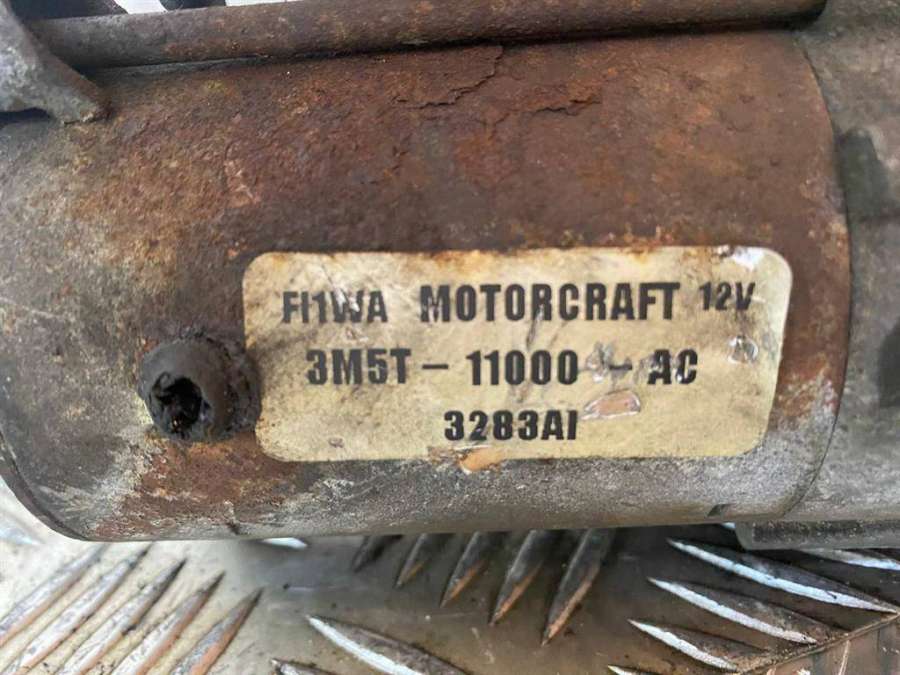 FI1WA MOTORCRAFT 12V
3M5T - 11000 - AC
3283AI